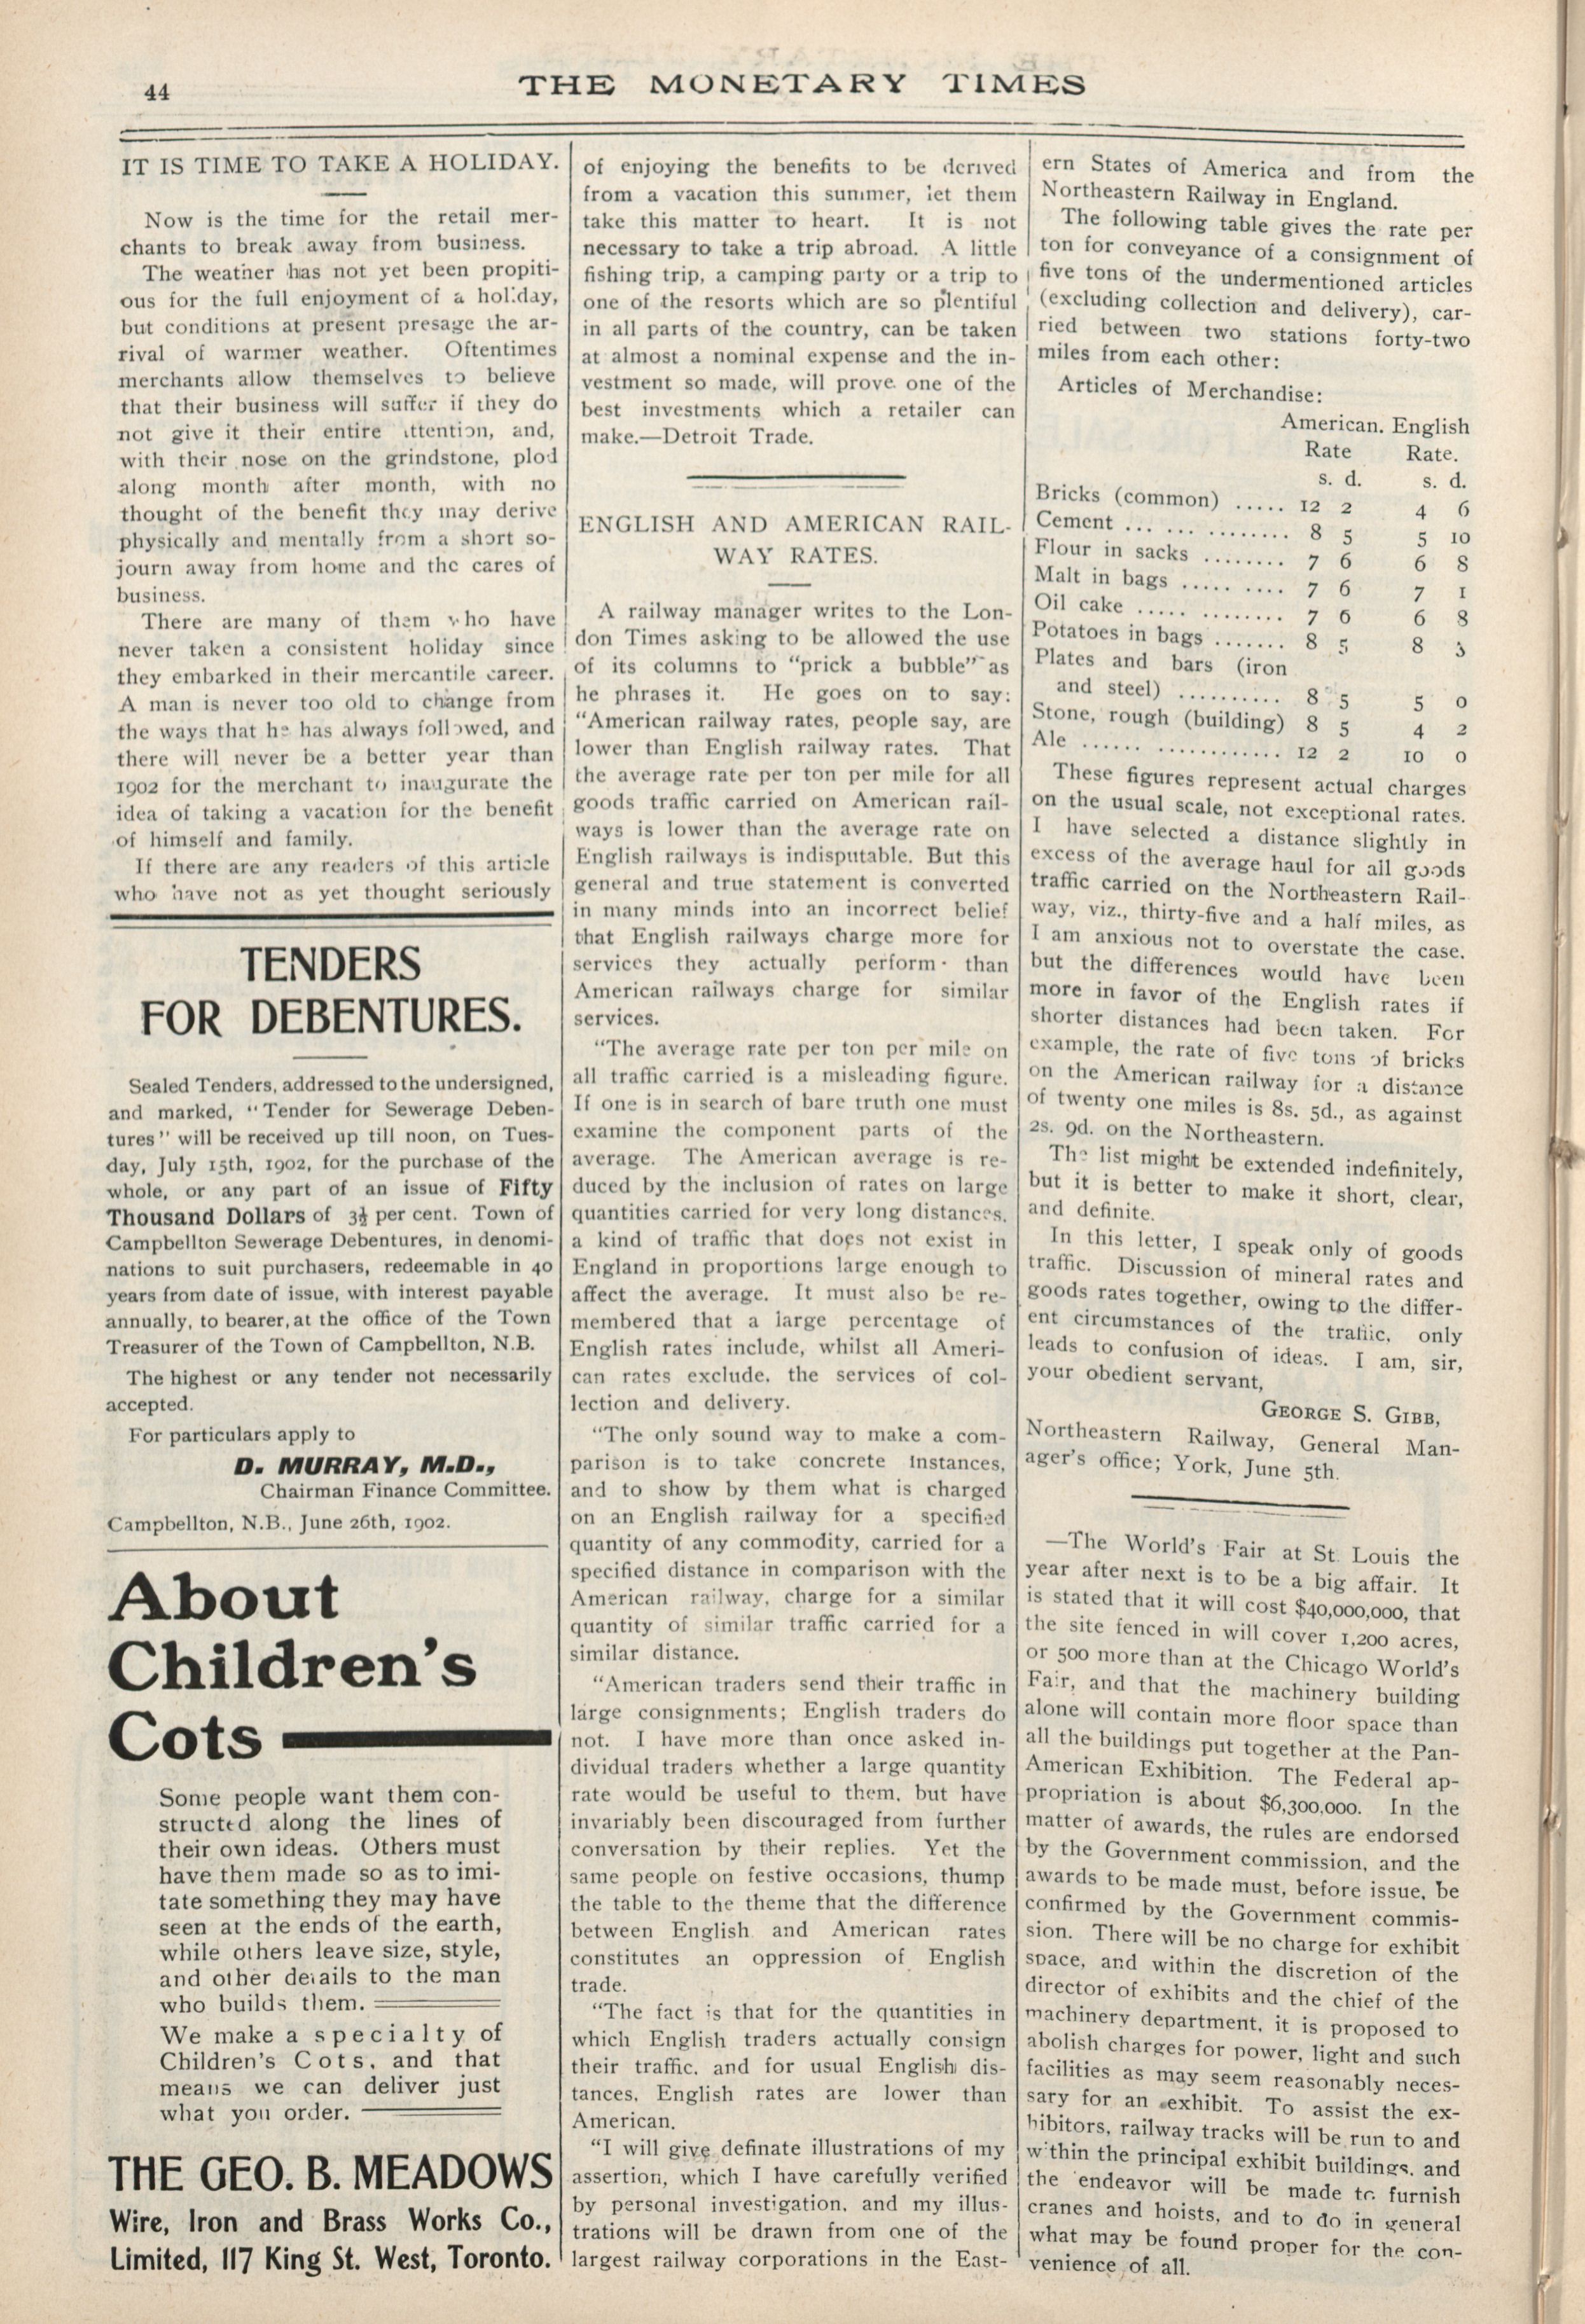 44
THE MONETARY TIMES
IT IS TIME TO TAKE A HOLIDAY.
Now is the time for the retail mer-
chants to break away from business.
The weather has not yet been propiti-
ous for the full enjoyment of a holiday,
but conditions at present presage the ar-
rival of warmer weather. Oftentimes
merchants allow themselves to believe
that their business will suffer if they do
not give it their entire attention, and,
with their nose on the grindstone, plod
along month after month, with no
thought of the benefit they may derive
physically and mentally from a short so-
journ away from home and the cares of
business.
There are many of them who have
never taken a consistent holiday since
they embarked in their mercantile career.
A man is never too old to change from
the ways that he has always followed, and
there will never be a better year than
1902 for the merchant to inaugurate the
idea of taking a vacation for the benefit
of himself and family.
If there are any readers of this article
who have not as yet thought seriously
TENDERS
FOR DEBENTURES.
Sealed Tenders, addressed to the undersigned,
and marked, "Tender for Sewerage Deben-
tures" will be received up till noon, on Tues-
day, July 15th, 1902, for the purchase of the
whole, or any part of an issue of Fifty
Thousand Dollars of 3½ per cent. Town of
Campbellton Sewerage Debentures, in denomi-
nations to suit purchasers, redeemable in 40
years from date of issue, with interest payable
annually, to bearer, at the office of the Town
Treasurer of the Town of Campbellton, N.B.
The highest or any tender not necessarily
accepted.
For particulars apply to
D. MURRAY, M.D.,
Chairman Finance Committee.
Campbellton, N.B., June 26th, 1902.
About
Children's
Cots
Some people want them con-
structed along the lines of
their own ideas. Others must
have them made so as to imi-
tate something they may have
seen at the ends of the earth,
while others leave size, style,
and other details to the man
who builds them.
We make a specialty of
Children's Cots, and that
means we can deliver just
what you order.
THE GEO. B. MEADOWS
Wire, Iron and Brass Works Co.,
Limited, 117 King St. West, Toronto.
of enjoying the benefits to be derived
from a vacation this summer, let them
take this matter to heart. It is not
necessary to take a trip abroad. A little
fishing trip, a camping party or a trip to
one of the resorts which are so plentiful
in all parts of the country, can be taken
at almost a nominal expense and the in-
vestment so made, will prove one of the
best investments which a retailer can
make.—Detroit Trade.
ENGLISH AND AMERICAN RAIL-
WAY RATES.
A railway manager writes to the Lon-
don Times asking to be allowed the use
of its columns to "prick a bubble" as
he phrases it. He goes on to say:
"American railway rates, people say, are
lower than English railway rates. That
the average rate per ton per mile for all
goods traffic carried on American rail-
ways is lower than the average rate on
English railways is indisputable. But this
general and true statement is converted
in many minds into an incorrect belief
that English railways charge more for
services they actually perform than
American railways charge for similar
services.
"The average rate per ton per mile on
all traffic carried is a misleading figure.
If one is in search of bare truth one must
examine the component parts of the
average. The American average is re-
duced by the inclusion of rates on large
quantities carried for very long distances,
a kind of traffic that does not exist in
England in proportions large enough to
affect the average. It must also be re-
membered that a large percentage of
English rates include, whilst all Ameri-
can rates exclude, the services of col-
lection and delivery.
"The only sound way to make a com-
parison is to take concrete instances,
and to show by them what is charged
on an English railway for a specified
quantity of any commodity, carried for a
specified distance in comparison with the
American railway, charge for a similar
quantity of similar traffic carried for a
similar distance.
"American traders send their traffic in
large consignments; English traders do
not. I have more than once asked in-
dividual traders whether a large quantity
rate would be useful to them, but have
invariably been discouraged from further
conversation by their replies. Yet the
same people on festive occasions, thump
the table to the theme that the difference
between English and American rates
constitutes an oppression of English
trade.
"The fact is that for the quantities in
which English traders actually consign
their traffic, and for usual English dis-
tances, English rates are lower than
American.
"I will give definate illustrations of my
assertion, which I have carefully verified
by personal investigation, and my illus-
trations will be drawn from one of the
largest railway corporations in the East-
ern States of America and from the
Northeastern Railway in England.
The following table gives the rate per
ton for conveyance of a consignment of
five tons of the undermentioned articles
(excluding collection and delivery), car-
ried between two stations forty-two
miles from each other:
Articles of Merchandise:
American. English
Rate Rate.
s. d. s. d.
Bricks (common) ..... 12 2 4 6
Cement ... ... ........ 8 5 5 10
Flour in sacks ........ 7 6 6 8
Malt in bags ..... .... 7 6 7 1
Oil cake ..... ........ 7 6 6 8
Potatoes in bags ....... 8 5 8 3
Plates and bars (iron
and steel) .......... 8 5 5 0
Stone, rough (building) 8 5 4 2
Ale ...... ............ 12 2 10 0
These figures represent actual charges
on the usual scale, not exceptional rates.
I have selected a distance slightly in
excess of the average haul for all goods
traffic carried on the Northeastern Rail-
way, viz., thirty-five and a half miles, as
I am anxious not to overstate the case,
but the differences would have been
more in favor of the English rates if
shorter distances had been taken. For
example, the rate of five tons of bricks
on the American railway for a distance
of twenty one miles is 8s. 5d., as against
2s. 9d. on the Northeastern.
The list might be extended indefinitely,
but it is better to make it short, clear,
and definite.
In this letter, I speak only of goods
traffic. Discussion of mineral rates and
goods rates together, owing to the differ-
ent circumstances of the traffic, only
leads to confusion of ideas. I am, sir,
your obedient servant,
GEORGE S. GIBB,
Northeastern Railway, General Man-
ager's office; York, June 5th.
—The World's Fair at St. Louis the
year after next is to be a big affair. It
is stated that it will cost $40,000,000, that
the site fenced in will cover 1,200 acres,
or 500 more than at the Chicago World's
Fair, and that the machinery building
alone will contain more floor space than
all the buildings put together at the Pan-
American Exhibition. The Federal ap-
propriation is about $6,300,000. In the
matter of awards, the rules are endorsed
by the Government commission, and the
awards to be made must, before issue, be
confirmed by the Government commis-
sion. There will be no charge for exhibit
space, and within the discretion of the
director of exhibits and the chief of the
machinery department, it is proposed to
abolish charges for power, light and such
facilities as may seem reasonably neces-
sary for an exhibit. To assist the ex-
hibitors, railway tracks will be run to and
within the principal exhibit buildings, and
the endeavor will be made to furnish
cranes and hoists, and to do in general
what may be found proper for the con-
venience of all.